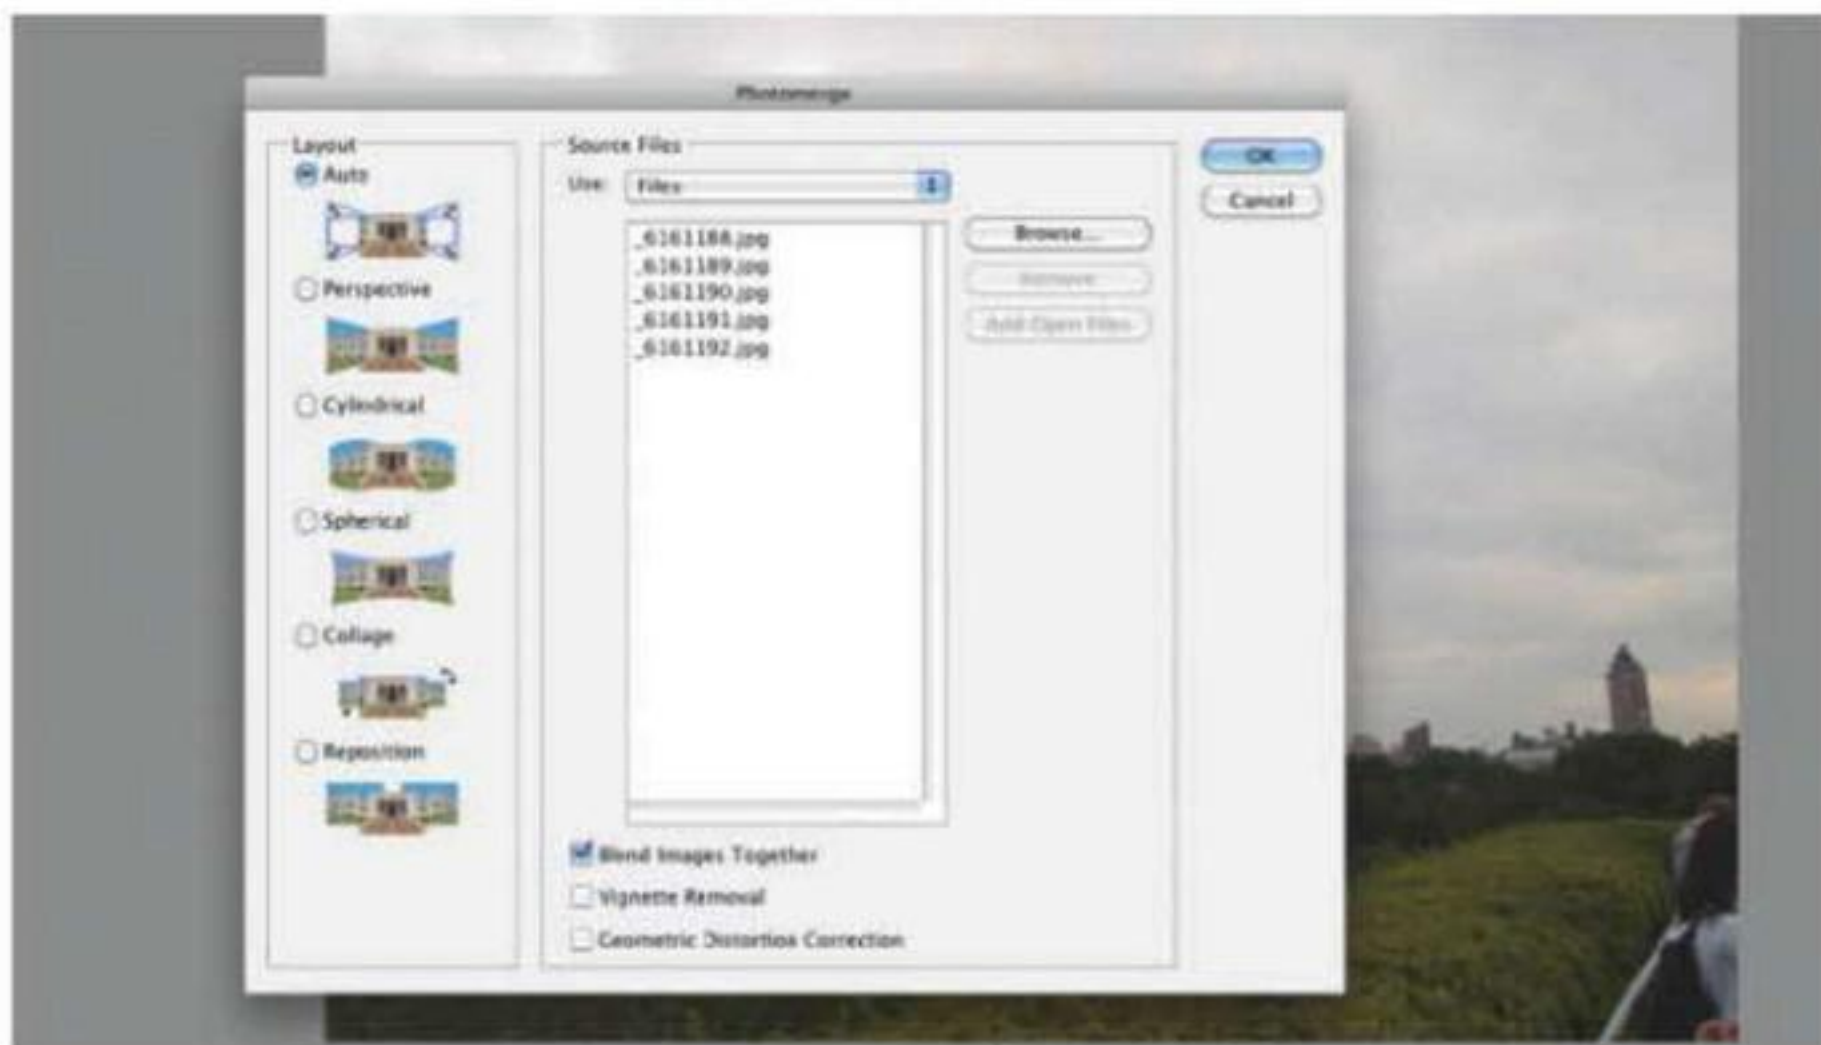 Photomerge
Layout
Auto
Perspective
Cylindrical
Spherical
Collage
Reposition
Source Files
Use: Files
_6161188.jpg
_6161189.jpg
_6161190.jpg
_6161191.jpg
_6161192.jpg
Blend Images Together
Vignette Removal
Geometric Distortion Correction
Browse...
Remove
Add Open Files
OK
Cancel